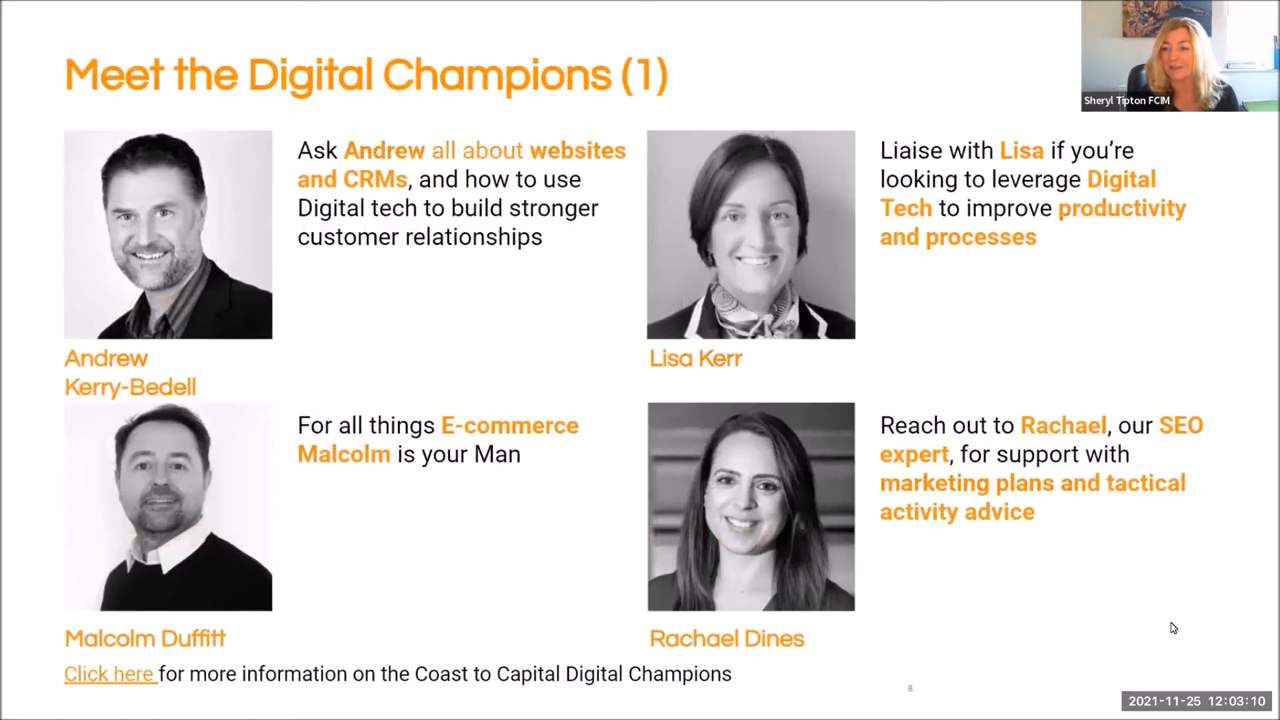 Meet the Digital Champions (1)
Sheryl Tipton FCIM
Ask Andrew all about websites
and CRMs, and how to use
Digital tech to build stronger
customer relationships
Andrew
Kerry-Bedell
Liaise with Lisa if you’re
looking to leverage Digital
Tech to improve productivity
and processes
Lisa Kerr
For all things E-commerce
Malcolm is your Man
Malcolm Duffitt
Reach out to Rachael, our SEO
expert, for support with
marketing plans and tactical
activity advice
Rachael Dines
Click here for more information on the Coast to Capital Digital Champions
8
2021-11-25 12:03:10